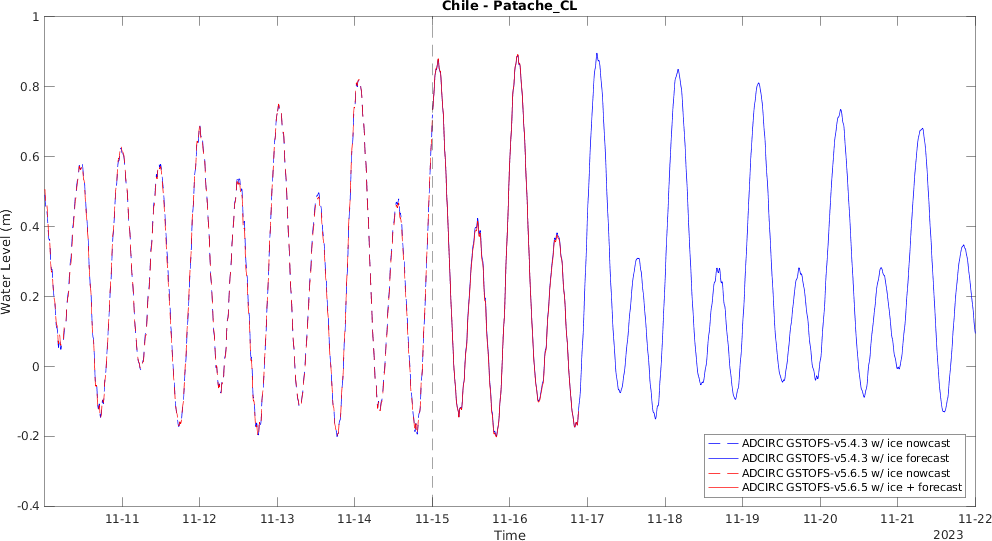 Chile - Patache_CL
1
0.8
0.6
0.4
0.2
0
-0.2
-0.4
Water Level (m)
ADCIRC GSTOFS-v5.4.3 w/ ice nowcast
ADCIRC GSTOFS-v5.4.3 w/ ice forecast
ADCIRC GSTOFS-v5.6.5 w/ ice nowcast
ADCIRC GSTOFS-v5.6.5 w/ ice + forecast
11-11 11-12 11-13 11-14 11-15 11-16 11-17 11-18 11-19 11-20 11-21 11-22
Time
2023